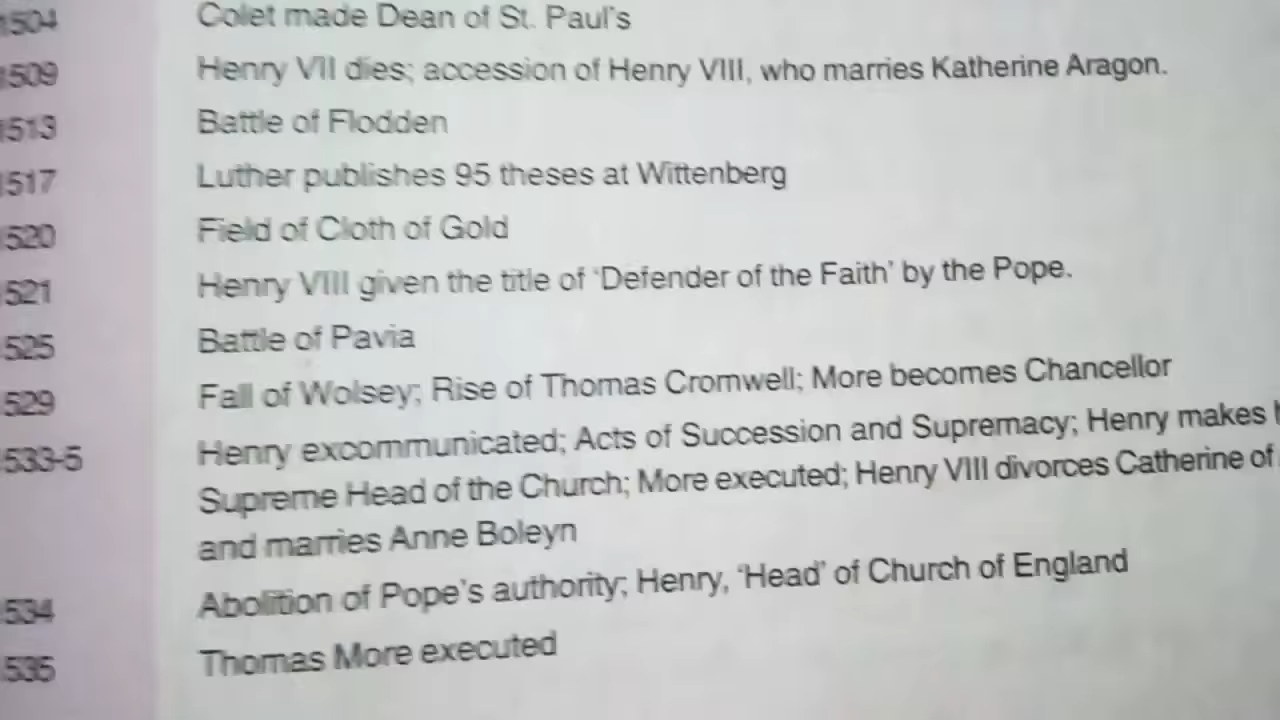 1504 Colet made Dean of St. Paul's
1509 Henry VII dies; accession of Henry VIII, who marries Katherine Aragon.
1513 Battle of Flodden
1517 Luther publishes 95 theses at Wittenberg
520 Field of Cloth of Gold
521 Henry VIII given the title of 'Defender of the Faith' by the Pope.
525 Battle of Pavia
529 Fall of Wolsey; Rise of Thomas Cromwell; More becomes Chancellor
533-5 Henry excommunicated; Acts of Succession and Supremacy; Henry makes
Supreme Head of the Church; More executed; Henry VIII divorces Catherine of
and marries Anne Boleyn
534 Abolition of Pope's authority; Henry, 'Head' of Church of England
535 Thomas More executed